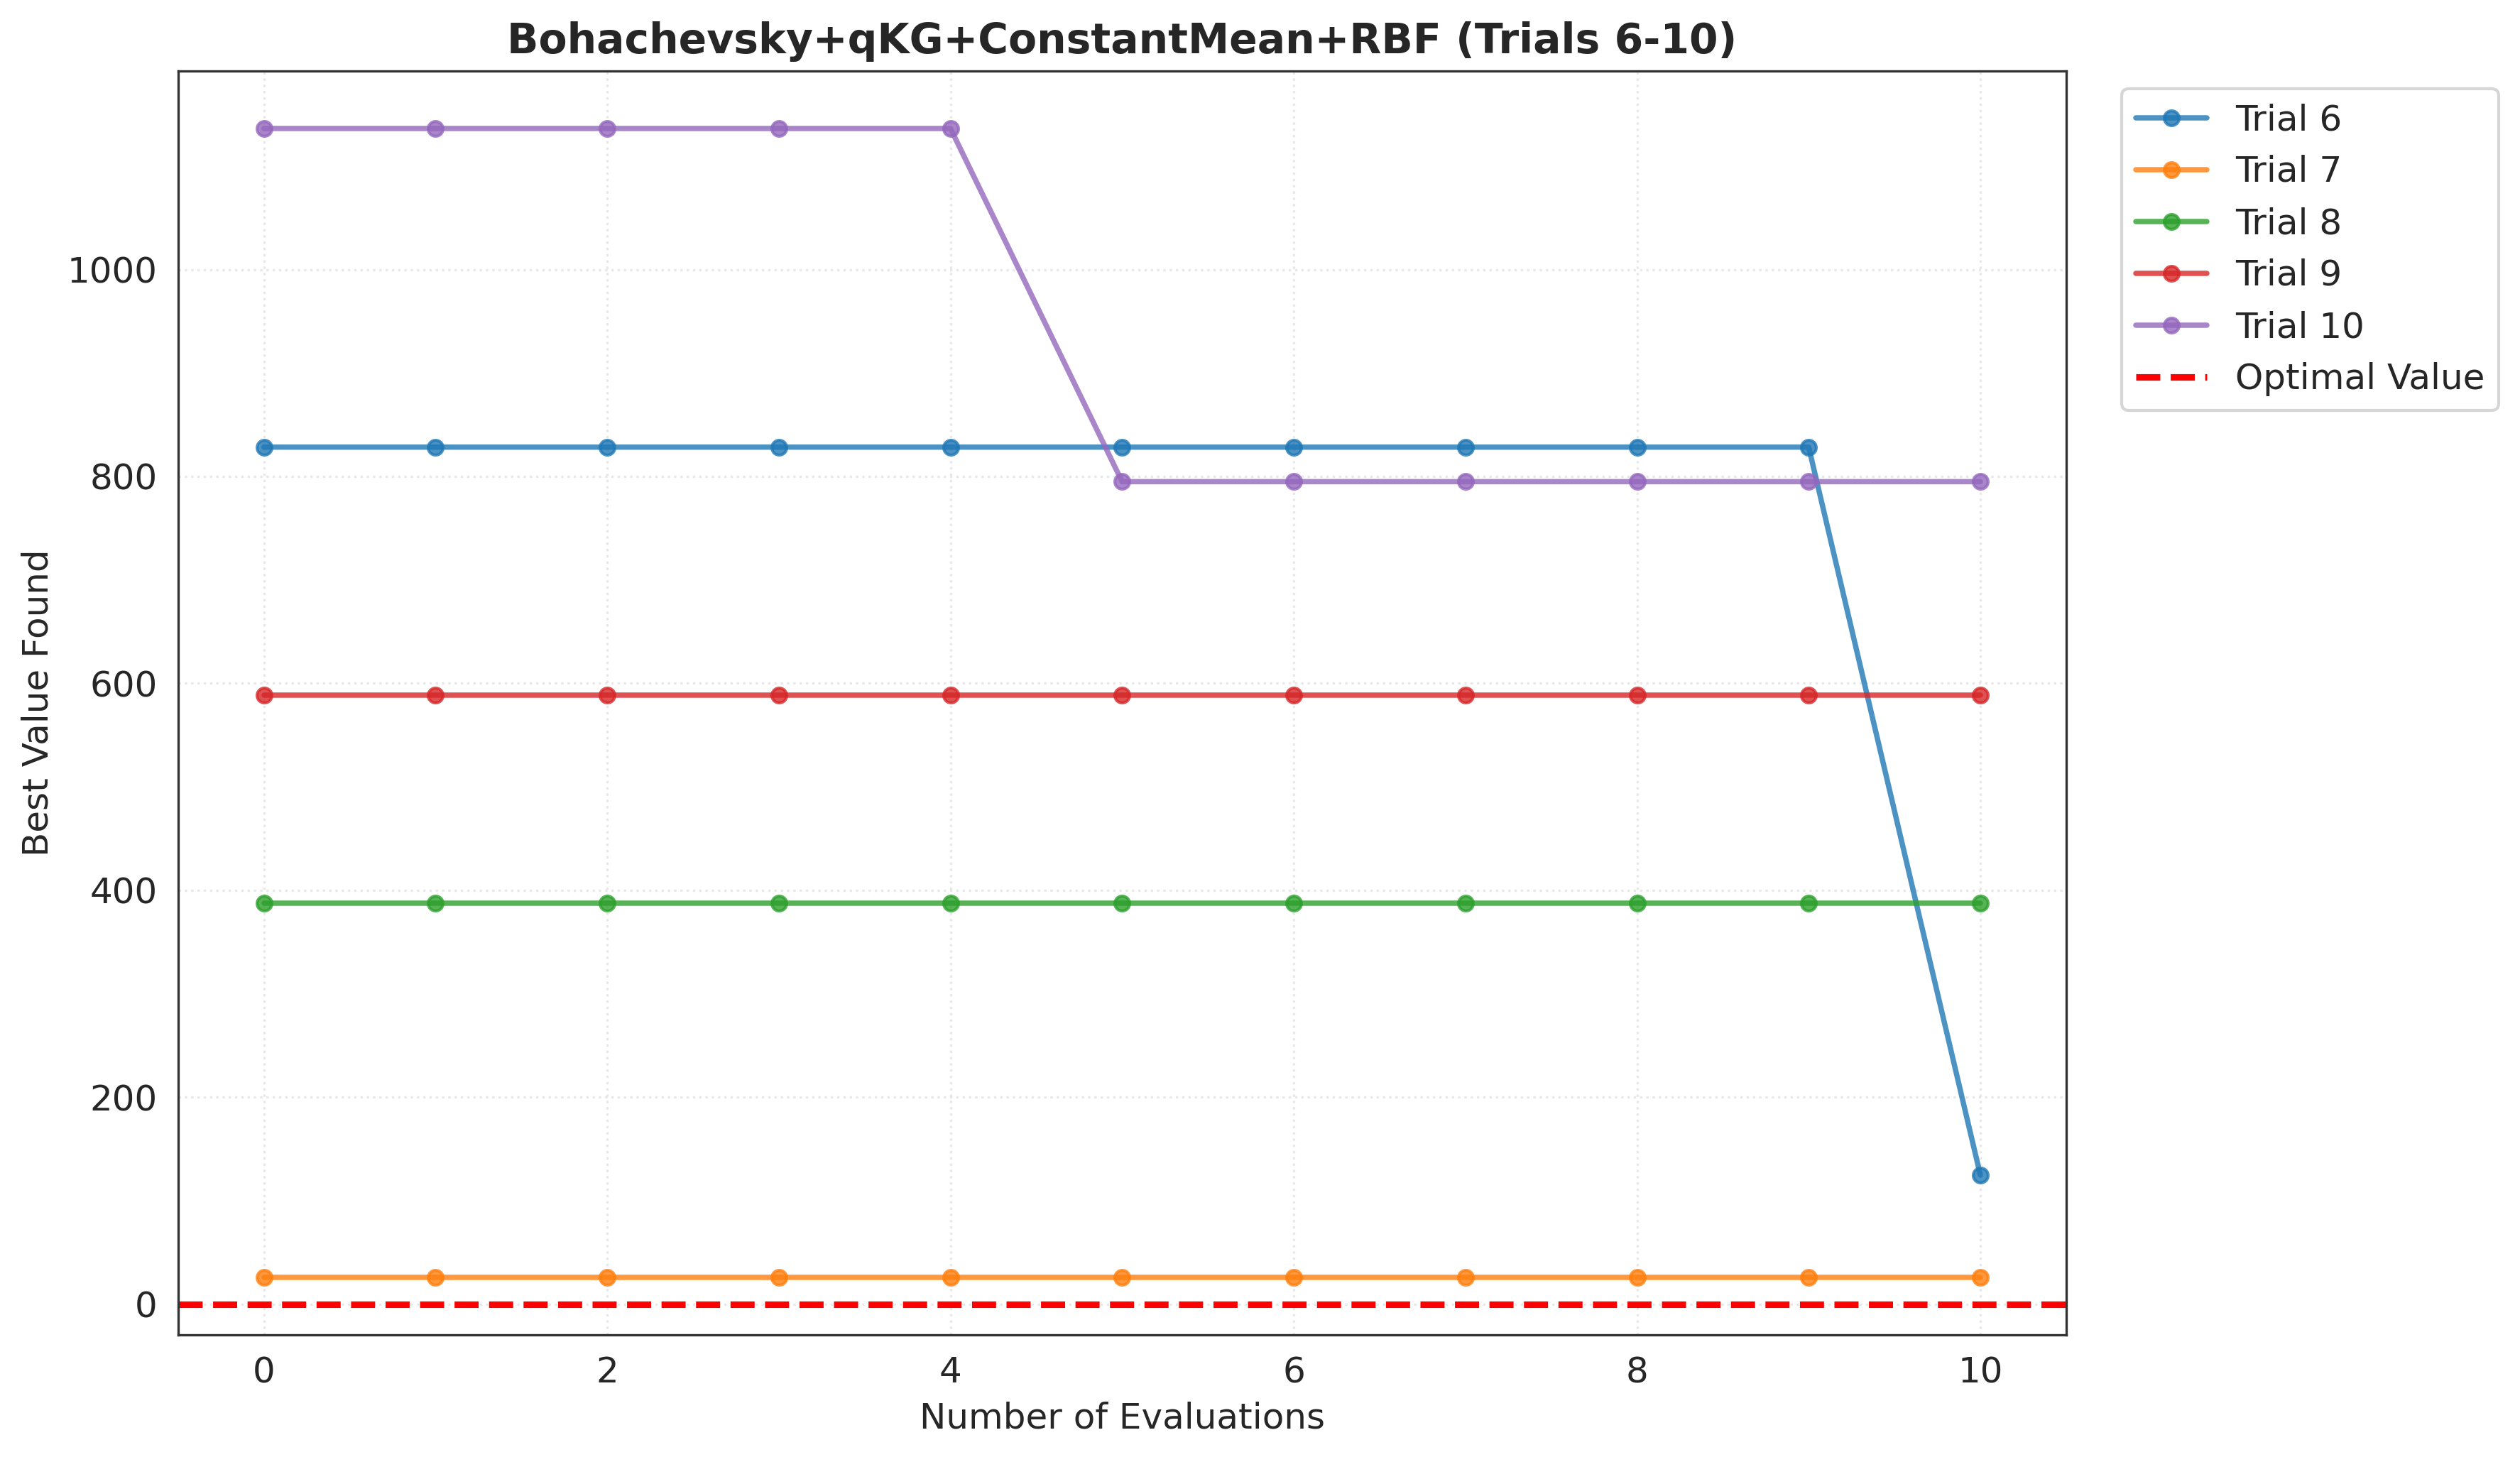 Bohachevsky+qKG+ConstantMean+RBF (Trials 6-10)
Best Value Found
1000
800
600
400
200
0
0 2 4 6 8 10
Number of Evaluations
Trial 6
Trial 7
Trial 8
Trial 9
Trial 10
Optimal Value